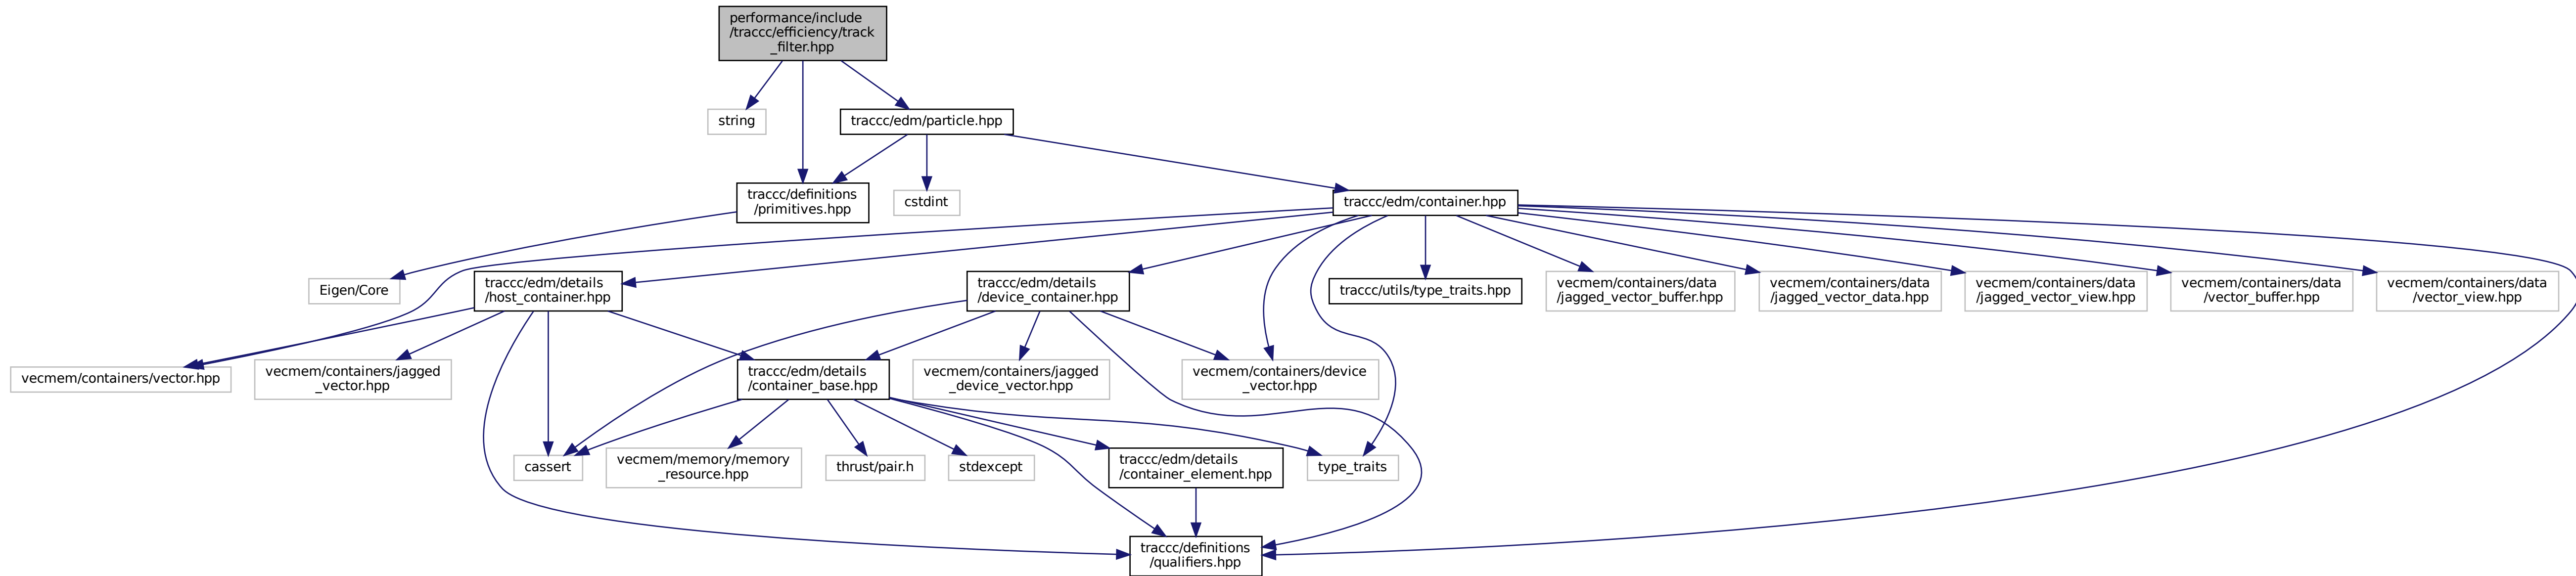 performance/include
/traccc/efficiency/track
_filter.hpp
string
traccc/edm/particle.hpp
traccc/definitions
/primitives.hpp
cstdint
traccc/edm/container.hpp
Eigen/Core
traccc/edm/details
/host_container.hpp
traccc/edm/details
/device_container.hpp
traccc/utils/type_traits.hpp
vecmem/containers/data
/jagged_vector_buffer.hpp
vecmem/containers/data
/jagged_vector_data.hpp
vecmem/containers/data
/jagged_vector_view.hpp
vecmem/containers/data
/vector_buffer.hpp
vecmem/containers/data
/vector_view.hpp
vecmem/containers/vector.hpp
vecmem/containers/jagged
_vector.hpp
traccc/edm/details
/container_base.hpp
vecmem/containers/jagged
_device_vector.hpp
vecmem/containers/device
_vector.hpp
cassert
vecmem/memory/memory
_resource.hpp
thrust/pair.h
stdexcept
traccc/edm/details
/container_element.hpp
type_traits
traccc/definitions
/qualifiers.hpp